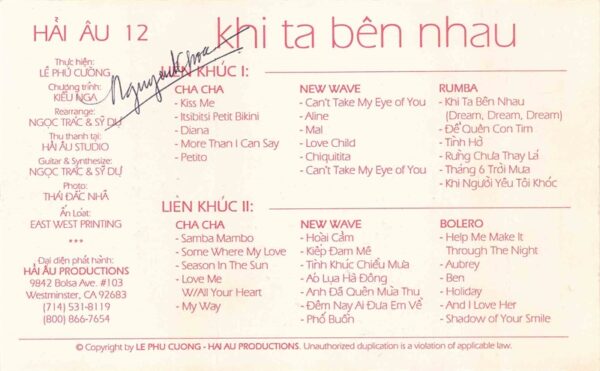 HẢI ÂU 12
khi ta bên nhau
Thực hiện:
LÊ PHÚ CƯỜNG
Chương trình:
KIỀU NGA
Rearrange:
NGỌC TRÁC & SỸ DỰ
Thu thanh tại:
HẢI ÂU STUDIO
Guitar & Synthesize:
NGỌC TRÁC & SỸ DỰ
Photo:
THÁI ĐẮC NHÃ
Ấn Loát:
EAST WEST PRINTING
***
Đại diện phát hành:
HẢI ÂU PRODUCTIONS
9842 Bolsa Ave. #103
Westminster, CA 92683
(714) 531-8119
(800) 866-7654
LIÊN KHÚC I:
CHA CHA
- Kiss Me
- Itsibitsi Petit Bikini
- Diana
- More Than I Can Say
- Petito
NEW WAVE
- Can't Take My Eye of You
- Aline
- Mal
- Love Child
- Chiquitita
- Can't Take My Eye of You
RUMBA
- Khi Ta Bên Nhau
(Dream, Dream, Dream)
- Để Quên Con Tim
- Tình Hờ
- Rừng Chưa Thay Lá
- Tháng 6 Trời Mưa
- Khi Người Yêu Tôi Khóc
LIÊN KHÚC II:
CHA CHA
- Samba Mambo
- Some Where My Love
- Season In The Sun
- Love Me
W/All Your Heart
- My Way
NEW WAVE
- Hoài Cảm
- Kiếp Đam Mê
- Tình Khúc Chiều Mưa
- Áo Lụa Hà Đông
- Anh Đã Quên Mùa Thu
- Đêm Nay Ai Đưa Em Về
- Phố Buồn
BOLERO
- Help Me Make It
Through The Night
- Aubrey
- Ben
- Holiday
- And I Love Her
- Shadow of Your Smile
© Copyright by LE PHU CUONG - HAI AU PRODUCTIONS. Unauthorized duplication is a violation of applicable law.